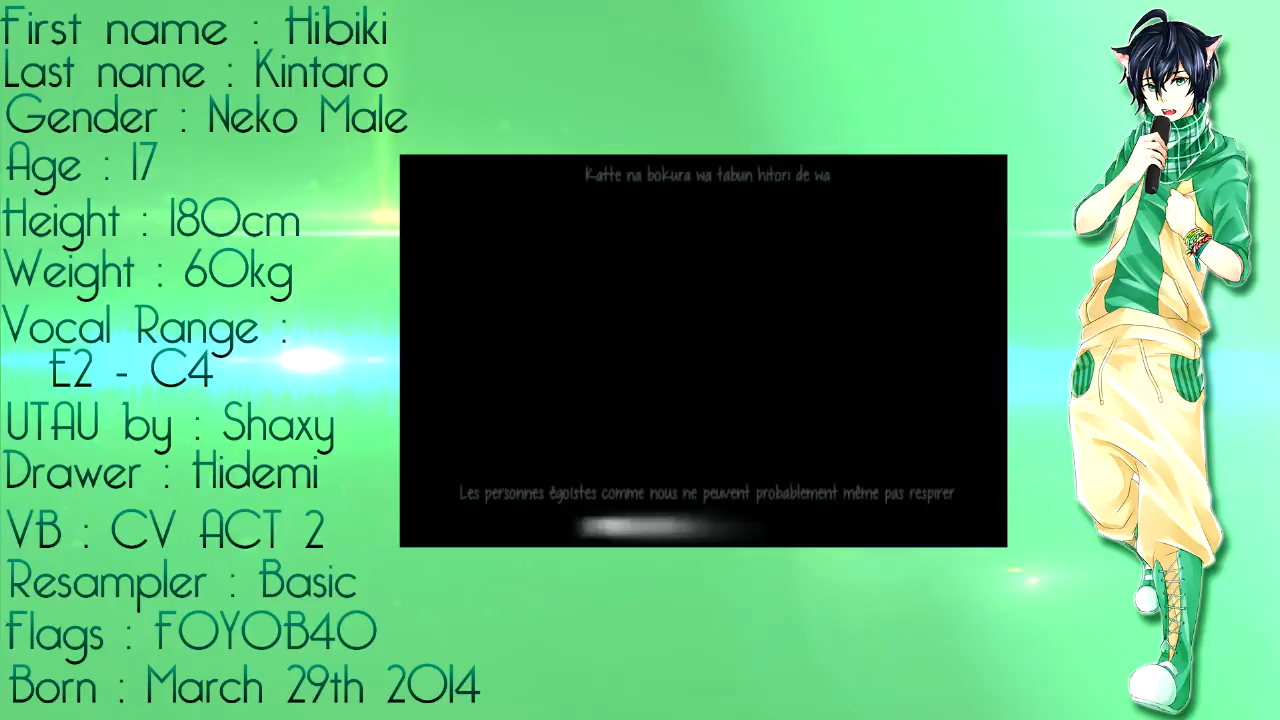 First name : Hibiki
Last name : Kintaro
Gender : Neko Male
Age : 17
Height : 180cm
Weight : 60kg
Vocal Range :
E2 - C4
UTAU by : Shaxy
Drawer : Hidemi
VB : CV ACT 2
Resampler : Basic
Flags : F0Y0B40
Born : March 29th 2014
Katte na bokura wa tabun hitori de wa
Les personnes égoïstes comme nous ne peuvent probablement même pas respirer